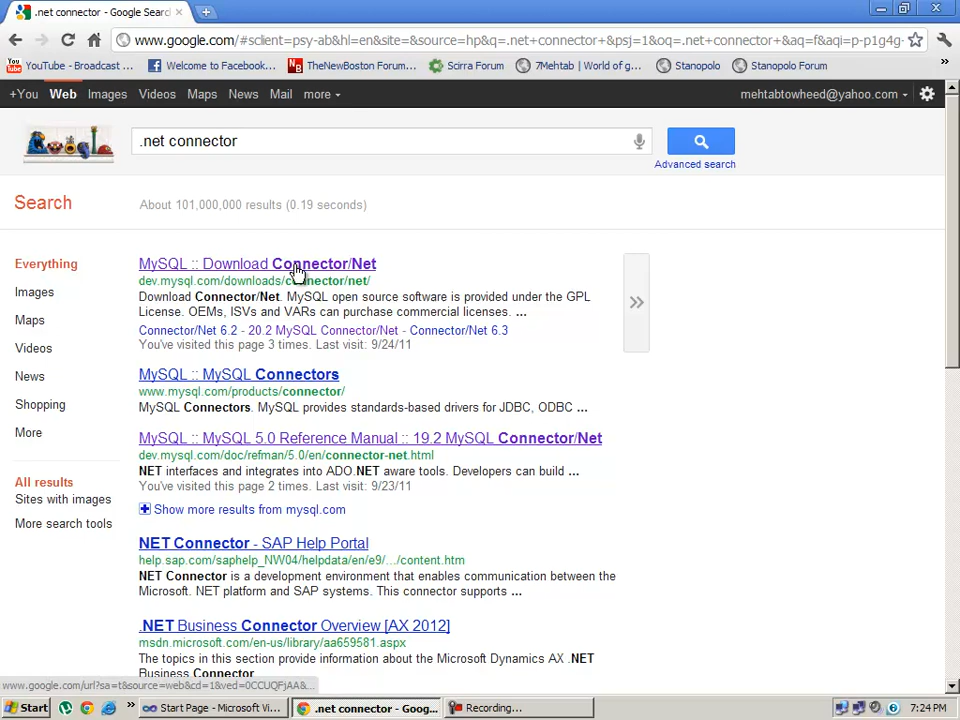 .net connector - Google Searc
www.google.com/#sclient=psy-ab&hl=en&site=&source=hp&q=.net+connector+&psj=1&oq=.net+connector+&aq=f&aqi=p-p1g4g-
YouTube - Broadcast ... Welcome to Facebook... TheNewBoston Forum... Scirra Forum 7Mehtab | World of g... Stanopolo Stanopolo Forum »
+You Web Images Videos Maps News Mail more mehtabtowheed@yahoo.com
.net connector
Advanced search
Search About 101,000,000 results (0.19 seconds)
Everything
Images
Maps
Videos
News
Shopping
More
All results
Sites with images
More search tools
MySQL :: Download Connector/Net
dev.mysql.com/downloads/connector/net/
Download Connector/Net. MySQL open source software is provided under the GPL
License. OEMs, ISVs and VARs can purchase commercial licenses. ...
Connector/Net 6.2 - 20.2 MySQL Connector/Net - Connector/Net 6.3
You've visited this page 3 times. Last visit: 9/24/11
MySQL :: MySQL Connectors
www.mysql.com/products/connector/
MySQL Connectors. MySQL provides standards-based drivers for JDBC, ODBC ...
MySQL :: MySQL 5.0 Reference Manual :: 19.2 MySQL Connector/Net
dev.mysql.com/doc/refman/5.0/en/connector-net.html
NET interfaces and integrates into ADO.NET aware tools. Developers can build ...
You've visited this page 2 times. Last visit: 9/23/11
Show more results from mysql.com
NET Connector - SAP Help Portal
help.sap.com/saphelp_NW04/helpdata/en/e9/.../content.htm
NET Connector is a development environment that enables communication between the
Microsoft. NET platform and SAP systems. This connector supports ...
.NET Business Connector Overview [AX 2012]
msdn.microsoft.com/en-us/library/aa659581.aspx
The topics in this section provide information about the Microsoft Dynamics AX .NET
Business Connector
www.google.com/url?sa=t&source=web&cd=1&ved=0CCUQFjAA&...
Start » Start Page - Microsoft Vi... .net connector - Goog... Recording... 7:24 PM